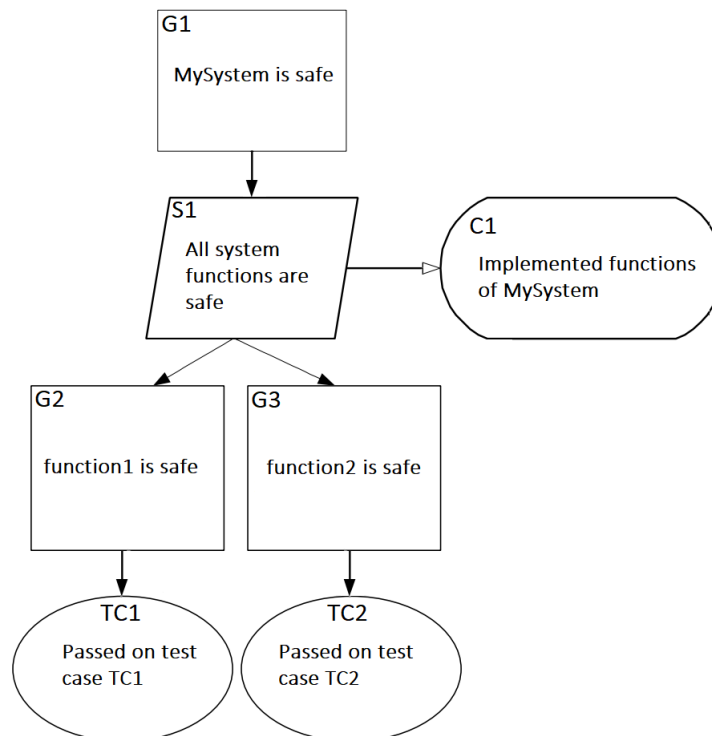 G1
MySystem is safe
S1
All system
functions are
safe
C1
Implemented functions
of MySystem
G2
function1 is safe
G3
function2 is safe
TC1
Passed on test
case TC1
TC2
Passed on test
case TC2